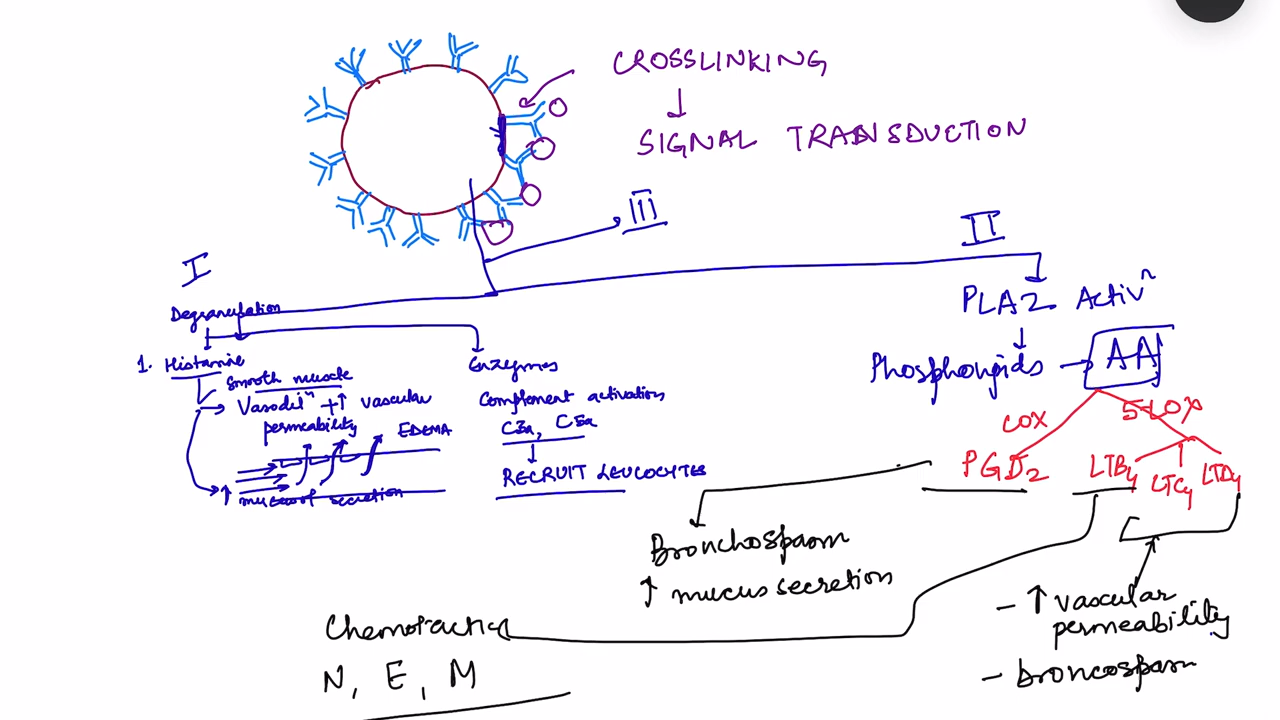 CROSSLINKING
SIGNAL TRANSDUCTION
III
II
I
Degranulation
1. Histamine
Smooth muscle
Vasodilⁿ + ↑ vascular
permeability
EDEMA
↑ secretion
Enzymes
Complement activation
C3a, C5a
RECRUIT LEUCOCYTES
PLA2 Activⁿ
→ AA
COX
5-LOX
PGD2
LTB4
LTC4
LTD4
Bronchospasm
↑ mucus secretion
Chemotactic
N, E, M
- ↑ vascular
permeability
- broncospasm